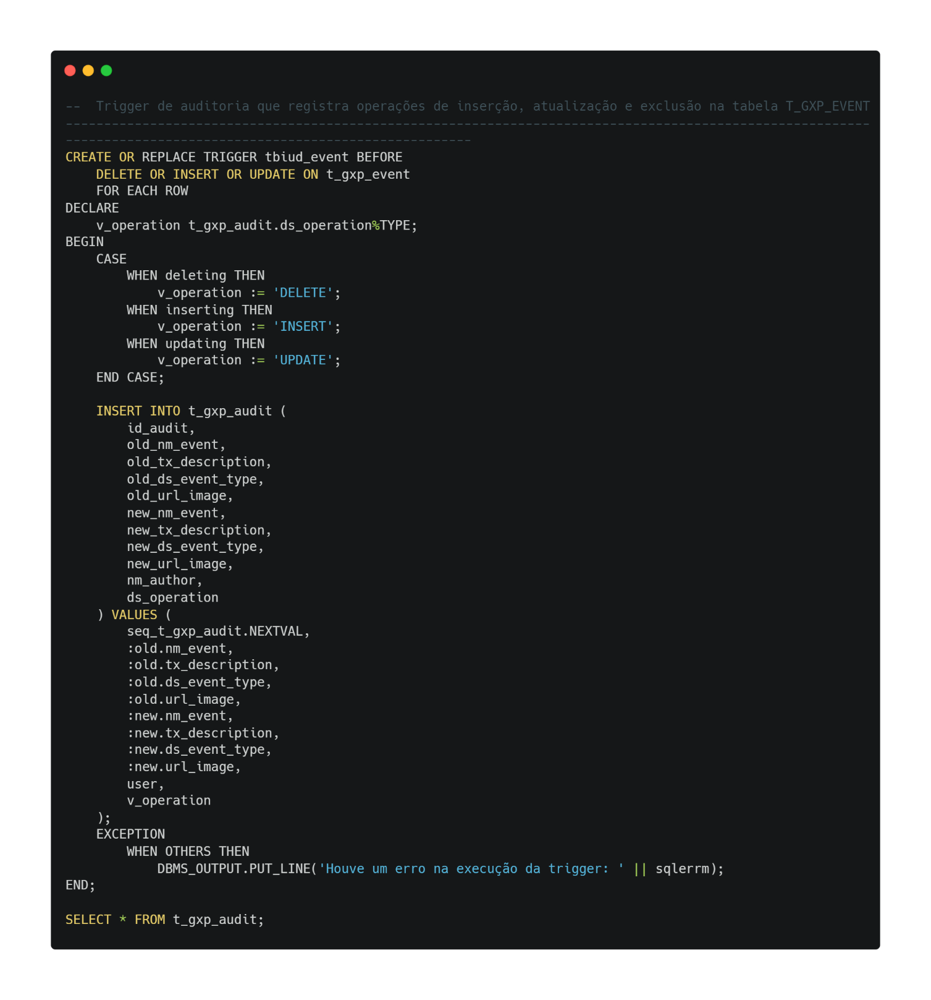 --  Trigger de auditoria que registra operações de inserção, atualização e exclusão na tabela T_GXP_EVENT
---------------------------------------------------------------------------------------------------------
-----------------------------------------------------
CREATE OR REPLACE TRIGGER tbiud_event BEFORE
    DELETE OR INSERT OR UPDATE ON t_gxp_event
    FOR EACH ROW
DECLARE
    v_operation t_gxp_audit.ds_operation%TYPE;
BEGIN
    CASE
        WHEN deleting THEN
            v_operation := 'DELETE';
        WHEN inserting THEN
            v_operation := 'INSERT';
        WHEN updating THEN
            v_operation := 'UPDATE';
    END CASE;

    INSERT INTO t_gxp_audit (
        id_audit,
        old_nm_event,
        old_tx_description,
        old_ds_event_type,
        old_url_image,
        new_nm_event,
        new_tx_description,
        new_ds_event_type,
        new_url_image,
        nm_author,
        ds_operation
    ) VALUES (
        seq_t_gxp_audit.NEXTVAL,
        :old.nm_event,
        :old.tx_description,
        :old.ds_event_type,
        :old.url_image,
        :new.nm_event,
        :new.tx_description,
        :new.ds_event_type,
        :new.url_image,
        user,
        v_operation
    );
    EXCEPTION
        WHEN OTHERS THEN
            DBMS_OUTPUT.PUT_LINE('Houve um erro na execução da trigger: ' || sqlerrm);
END;

SELECT * FROM t_gxp_audit;